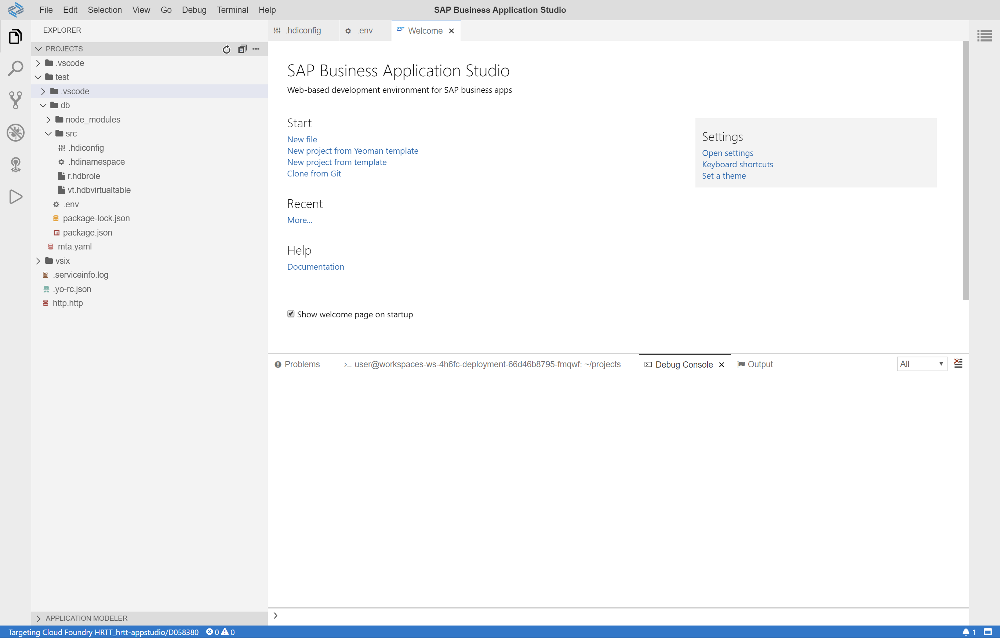 File Edit Selection View Go Debug Terminal Help
SAP Business Application Studio
EXPLORER
PROJECTS
.vscode
test
.vscode
db
node_modules
src
.hdiconfig
.hdinamespace
r.hdbrole
vt.hdbvirtualtable
.env
package-lock.json
package.json
mta.yaml
vsix
.serviceinfo.log
.yo-rc.json
http.http
APPLICATION MODELER
.hdiconfig .env SAP Welcome
SAP Business Application Studio
Web-based development environment for SAP business apps
Start
New file
New project from Yeoman template
New project from template
Clone from Git
Recent
More...
Help
Documentation
Show welcome page on startup
Settings
Open settings
Keyboard shortcuts
Set a theme
Problems >_ user@workspaces-ws-4h6fc-deployment-66d46b8795-fmqwf: ~/projects Debug Console Output All
Targeting Cloud Foundry HRTT_hrtt-appstudio/D058380 0 0 1